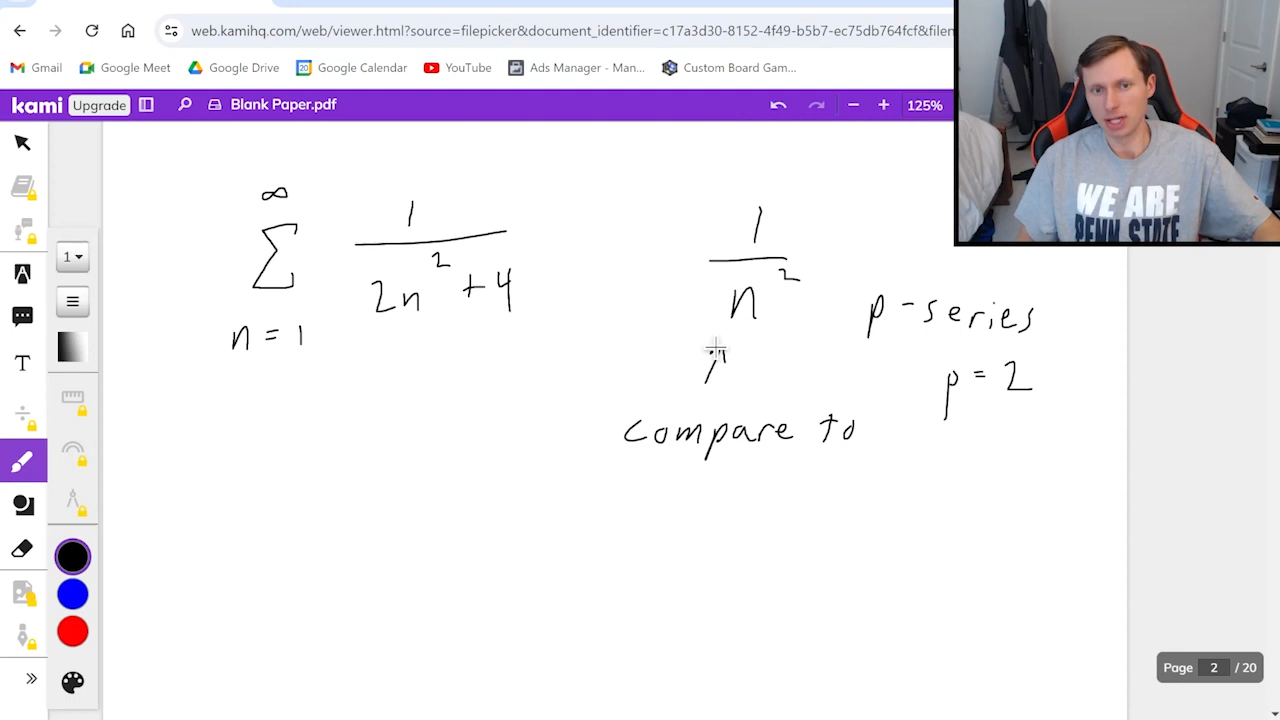 web.kamihq.com/web/viewer.html?source=filepicker&document_identifier=c17a3d30-8152-4f49-b5b7-ec75db764fcf&filen
Gmail Google Meet Google Drive 20 Google Calendar YouTube Ads Manager - Man... Custom Board Gam...
kami Upgrade Blank Paper.pdf 125%
WE ARE
PENN STATE
∞
Σ
n = 1
1
2n² + 4
1
n²
p - series
p = 2
compare to
1
T
Page 2 / 20